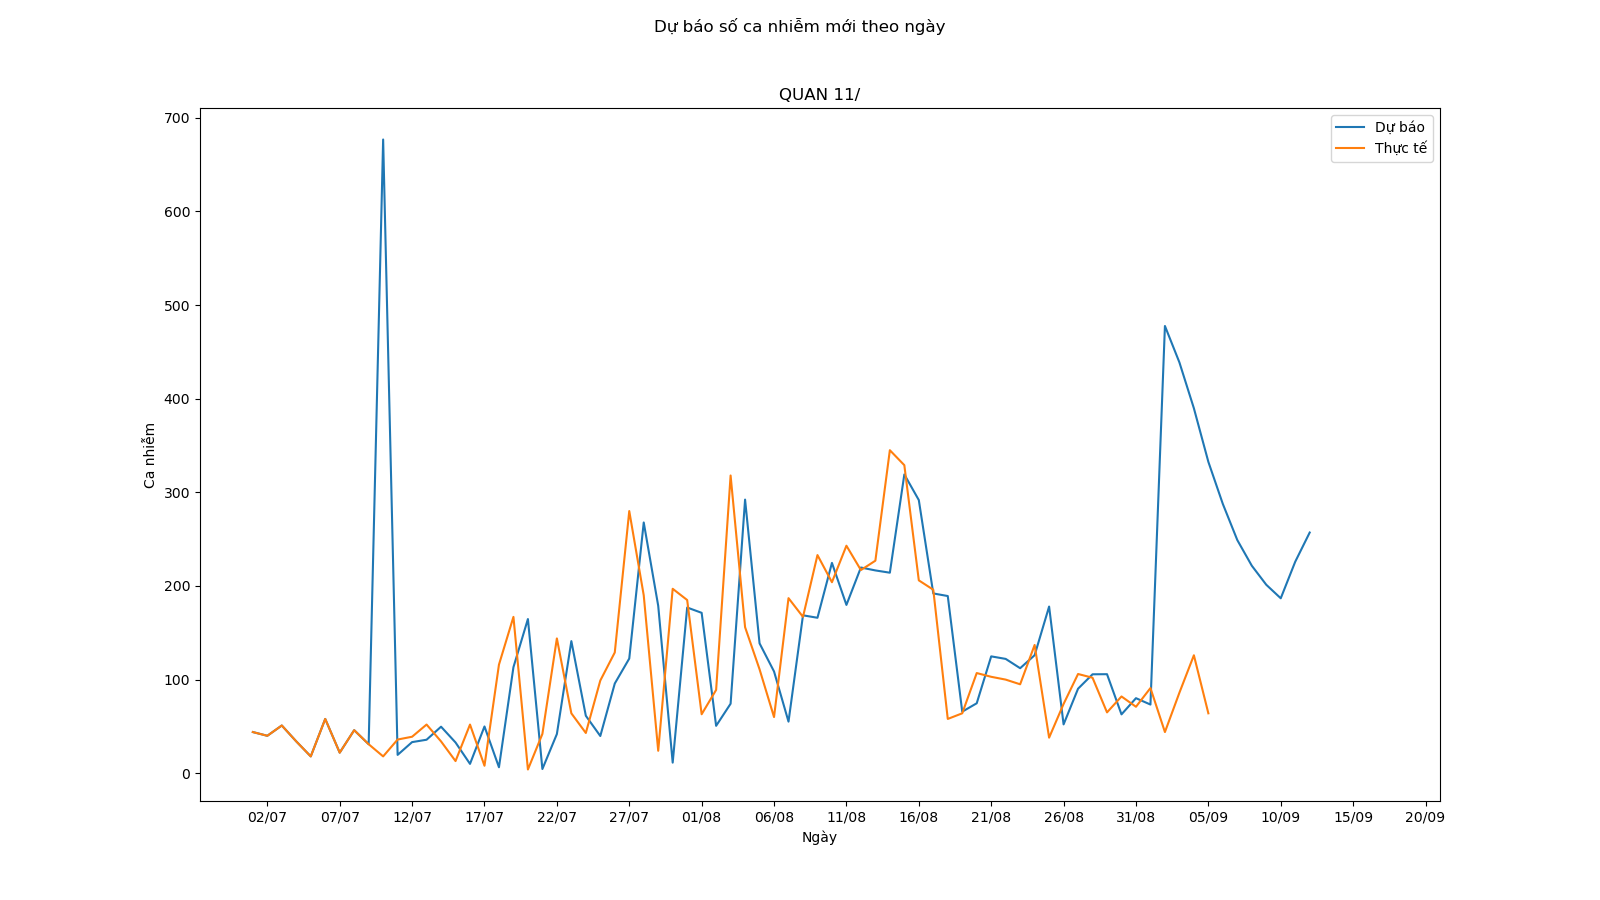 Dự báo số ca nhiễm mới theo ngày
QUAN 11/
Dự báo
Thực tế
700
600
500
400
300
200
100
0
Ca nhiễm
02/07 07/07 12/07 17/07 22/07 27/07 01/08 06/08 11/08 16/08 21/08 26/08 31/08 05/09 10/09 15/09 20/09
Ngày